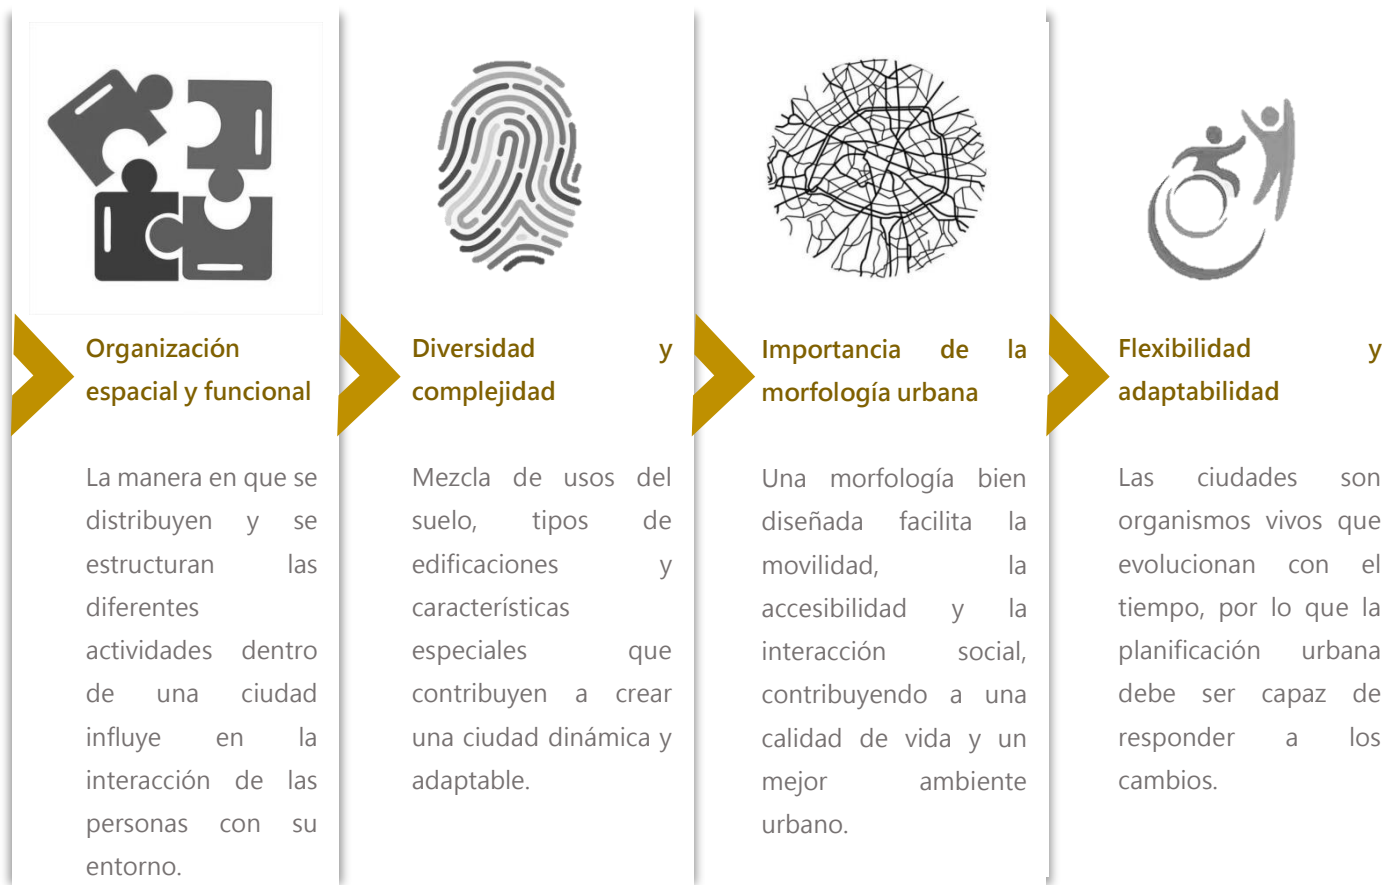 Organización
espacial y funcional
La manera en que se
distribuyen y se
estructuran las
diferentes
actividades dentro
de una ciudad
influye en la
interacción de las
personas con su
entorno.
Diversidad y
complejidad
Mezcla de usos del
suelo, tipos de
edificaciones y
características
especiales que
contribuyen a crear
una ciudad dinámica y
adaptable.
Importancia de la
morfología urbana
Una morfología bien
diseñada facilita la
movilidad, la
accesibilidad y la
interacción social,
contribuyendo a una
calidad de vida y un
mejor ambiente
urbano.
Flexibilidad y
adaptabilidad
Las ciudades son
organismos vivos que
evolucionan con el
tiempo, por lo que la
planificación urbana
debe ser capaz de
responder a los
cambios.